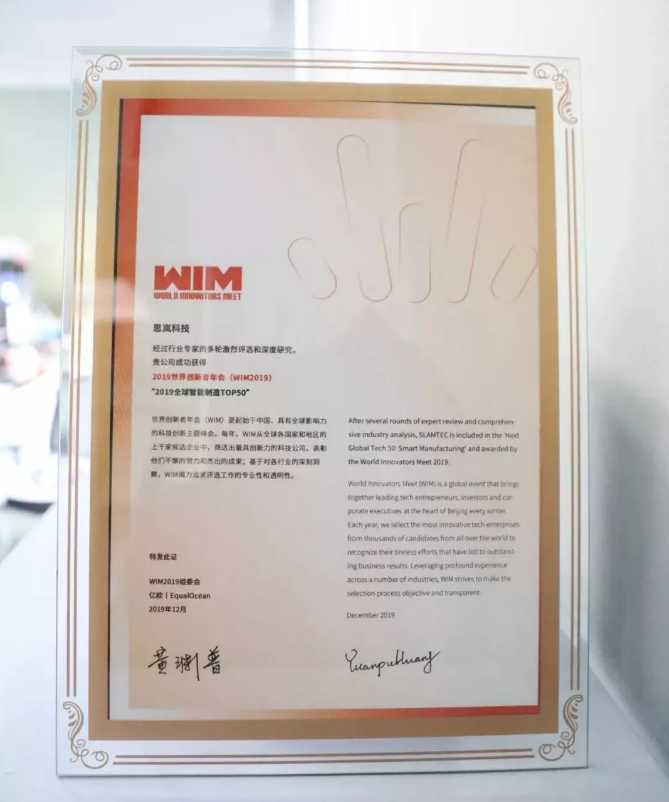 WIM
WORLD INNOVATORS MEET
思岚科技
经过行业专家的多轮激烈评选和深度研究,
贵公司成功获得
2019世界创新者年会(WIM2019)
"2019全球智能制造TOP50"
世界创新者年会(WIM)是起始于中国、具有全球影响力
的科技创新主题峰会。每年,WIM从全球各国家和地区的
上千家候选企业中,筛选出最具创新力的科技公司,表彰
他们不懈的努力和杰出的成果;基于对各行业的深刻洞
察,WIM竭力追求评选工作的专业性和透明性。
特发此证
WIM2019组委会
亿欧 | EqualOcean
2019年12月
黄渊普
After several rounds of expert review and comprehen-
sive industry analysis, SLAMTEC is included in the 'Next
Global Tech 50: Smart Manufacturing' and awarded by
the World Innovators Meet 2019.
World Innovators Meet (WIM) is a global event that brings
together leading tech entrepreneurs, investors and cor-
porate executives at the heart of Beijing every winter.
Each year, we select the most innovative tech enterprises
from thousands of candidates from all over the world to
recognize their tireless efforts that have led to outstand-
ing business results. Leveraging profound experience
across a number of industries, WIM strives to make the
selection process objective and transparent.
December 2019
Yuanpu Huang